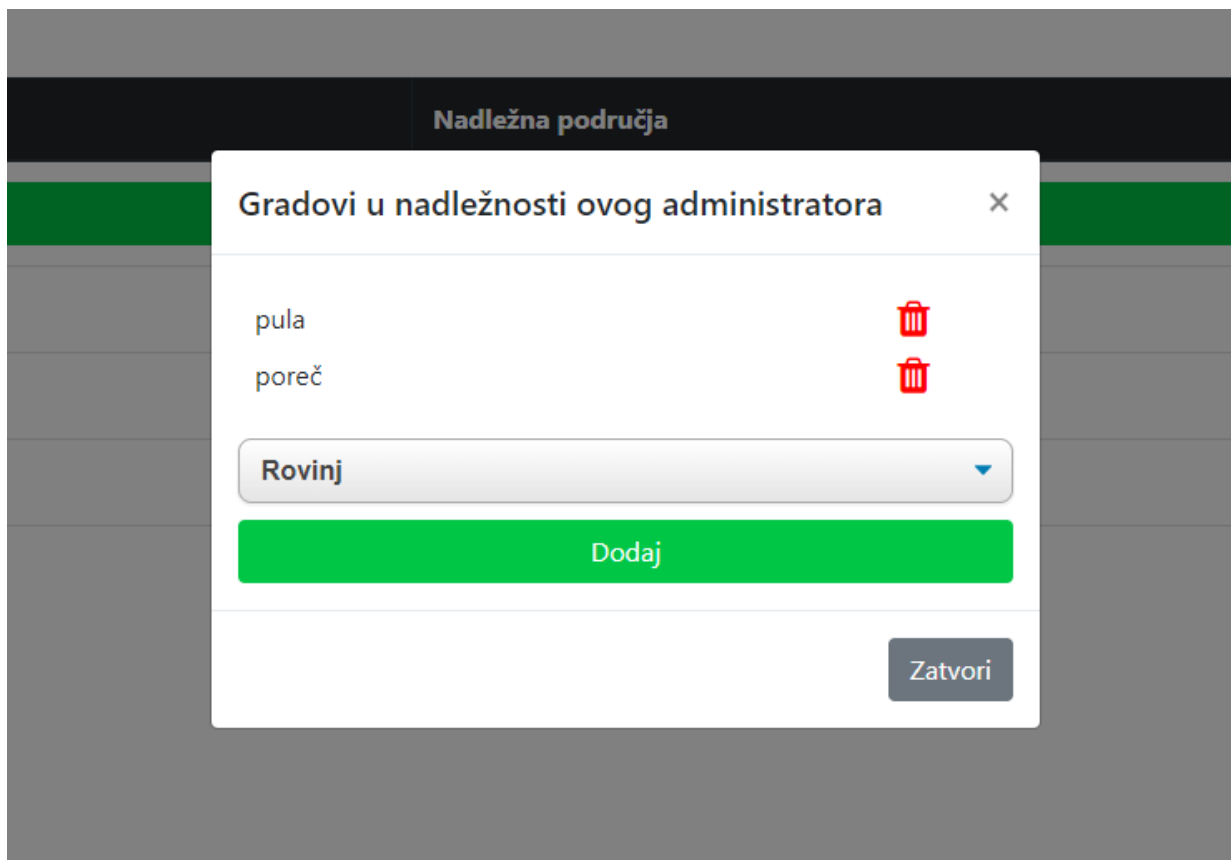 Nadležna područja
Gradovi u nadležnosti ovog administratora ×
pula
poreč
Rovinj
Dodaj
Zatvori